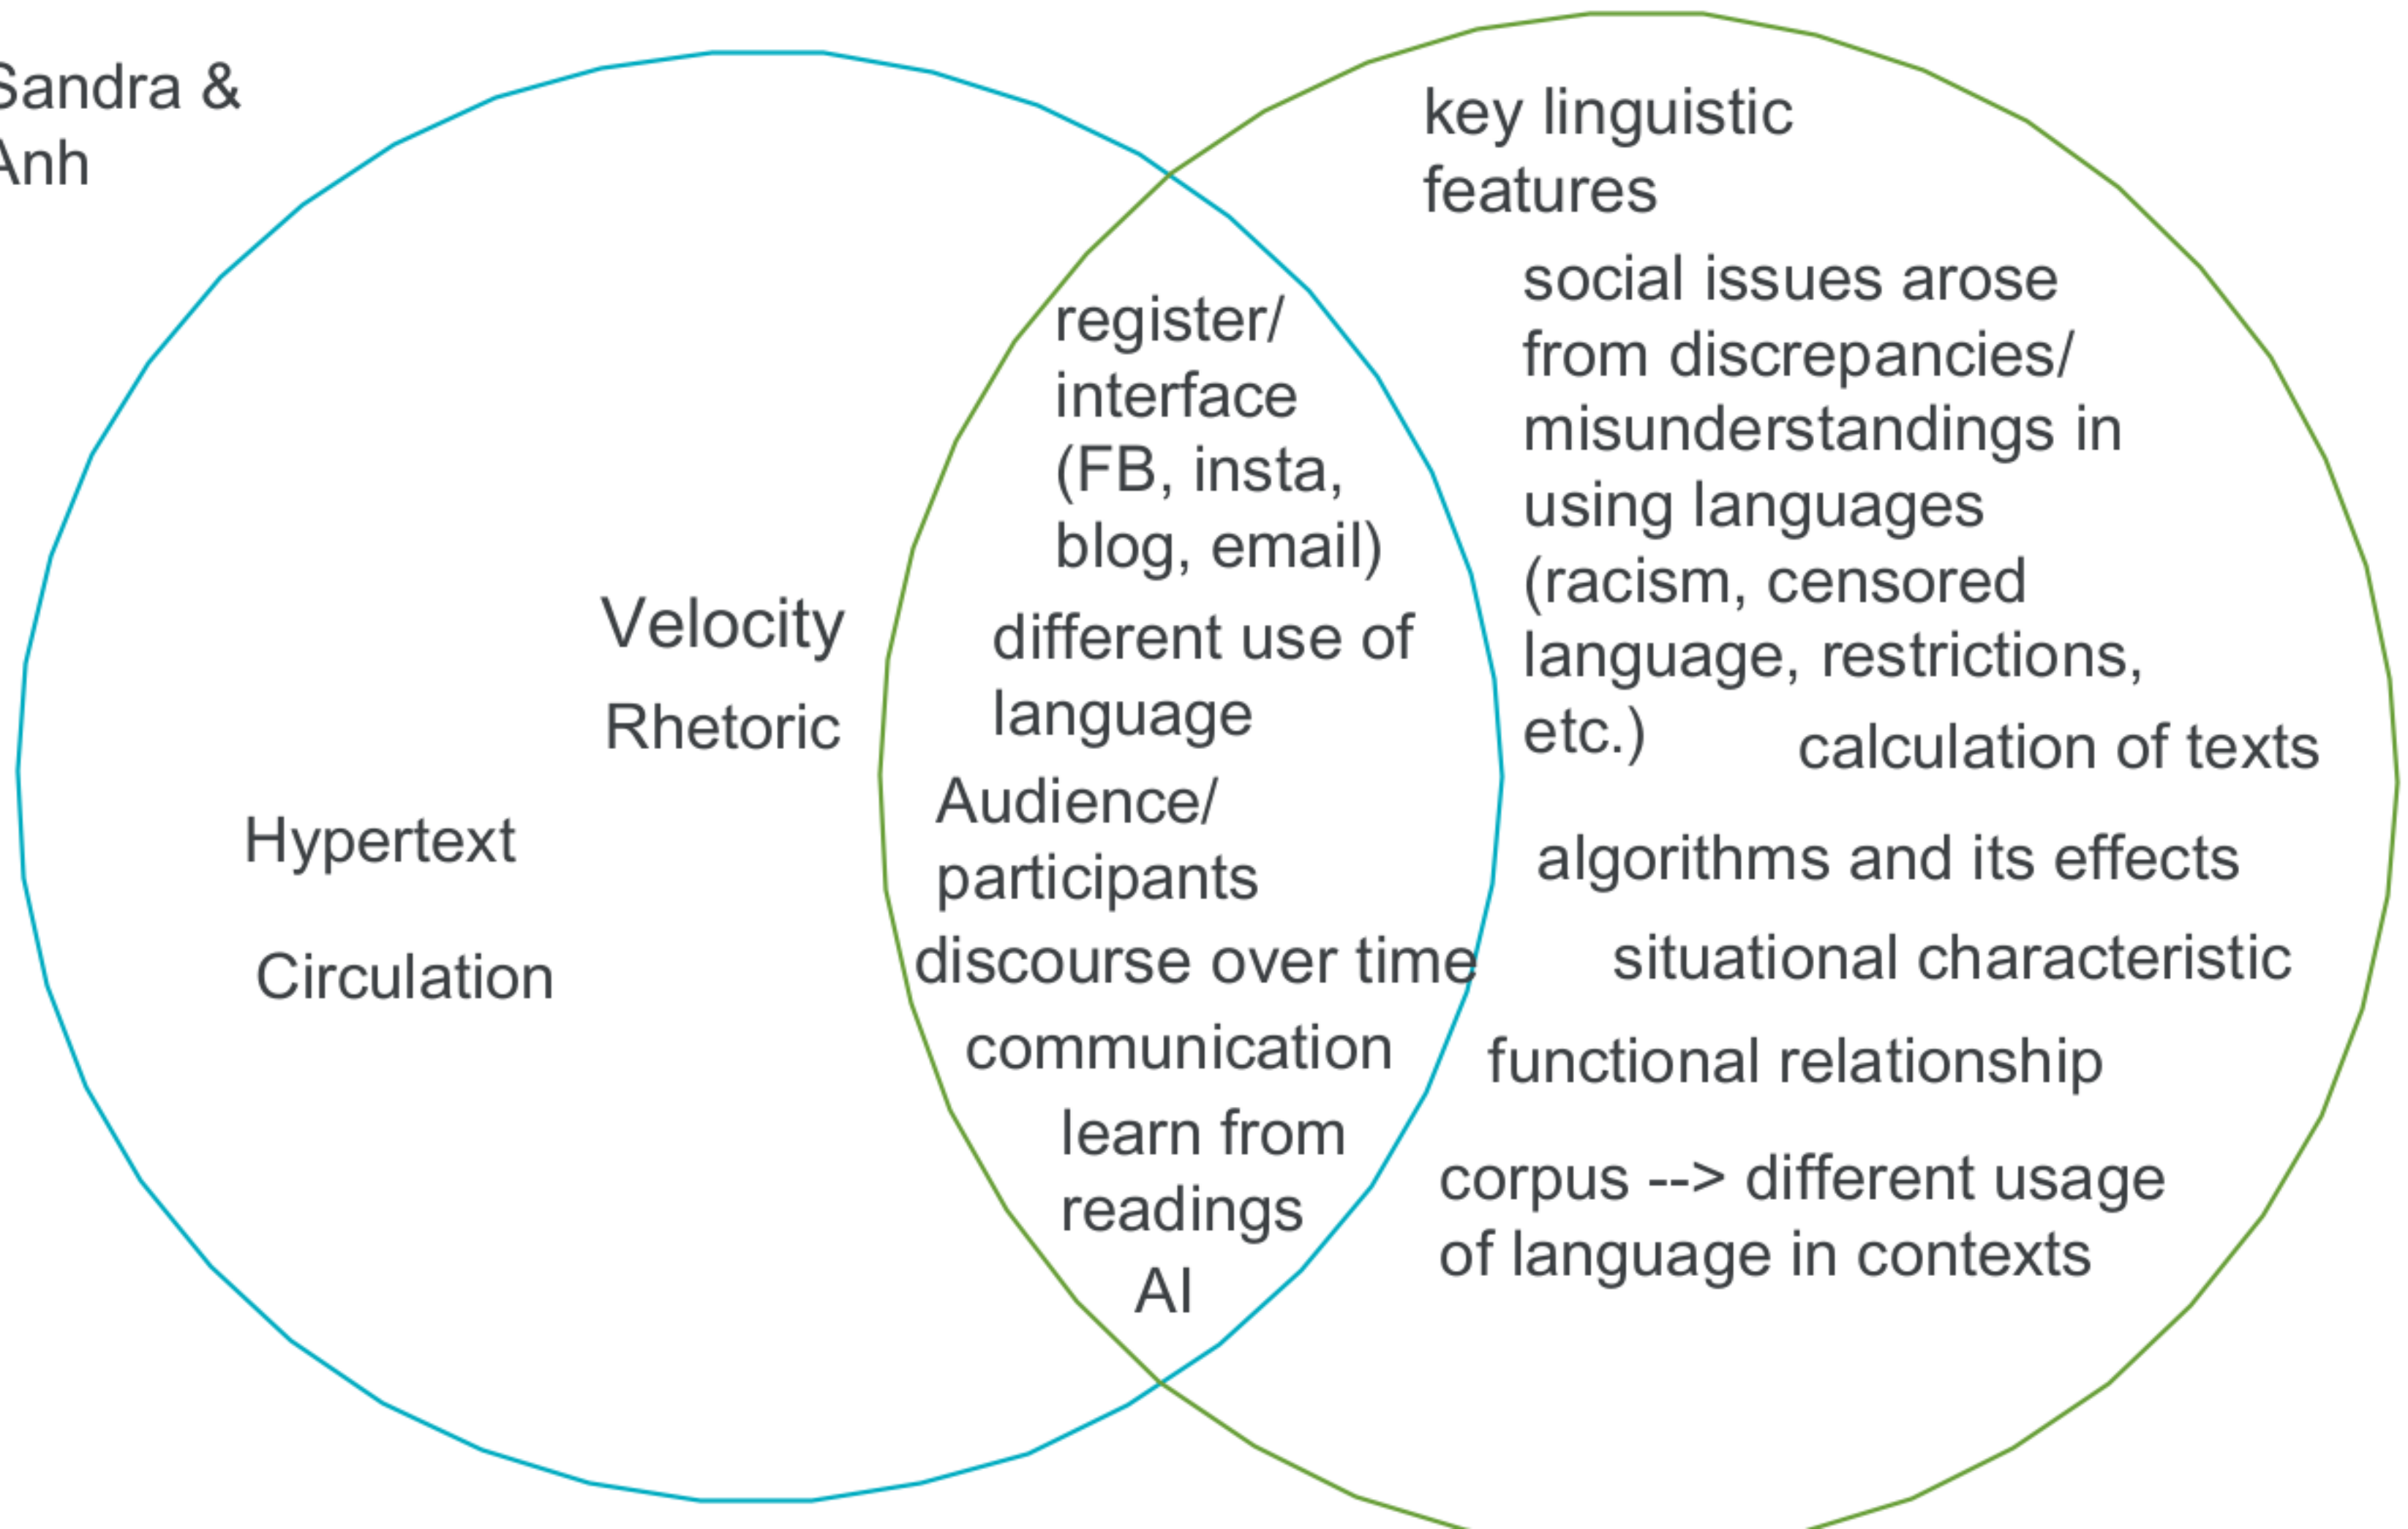 Sandra &
Anh
Velocity
Rhetoric
Hypertext
Circulation
register/
interface
(FB, insta,
blog, email)
different use of
language
Audience/
participants
discourse over time
communication
learn from
readings
AI
key linguistic
features
social issues arose
from discrepancies/
misunderstandings in
using languages
(racism, censored
language, restrictions,
etc.)
calculation of texts
algorithms and its effects
situational characteristic
functional relationship
corpus --> different usage
of language in contexts